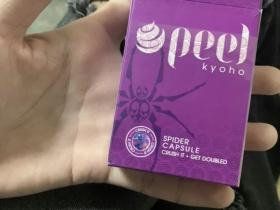 peel
kyoho
SPIDER
CAPSULE
CRUSH IT + GET DOUBLED